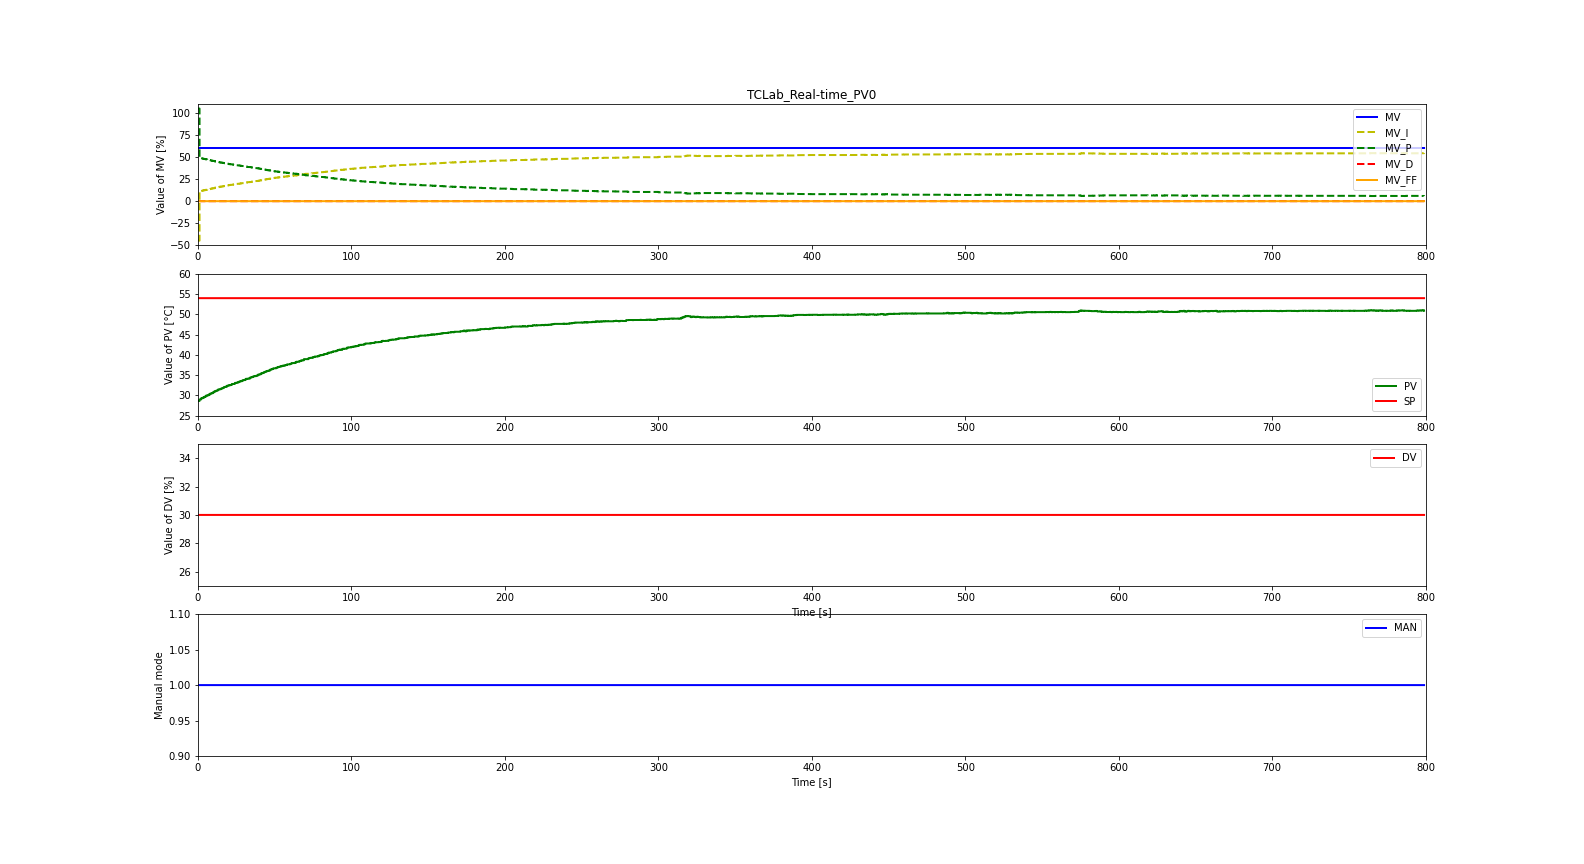 TCLab_Real-time_PV0
Value of MV [%]
100
75
50
25
0
−25
−50
0 100 200 300 400 500 600 700 800
MV
MV_I
MV_P
MV_D
MV_FF
Value of PV [°C]
60
55
50
45
40
35
30
25
0 100 200 300 400 500 600 700 800
PV
SP
Value of DV [%]
34
32
30
28
26
0 100 200 300 400 500 600 700 800
Time [s]
DV
Manual mode
1.10
1.05
1.00
0.95
0.90
0 100 200 300 400 500 600 700 800
Time [s]
MAN